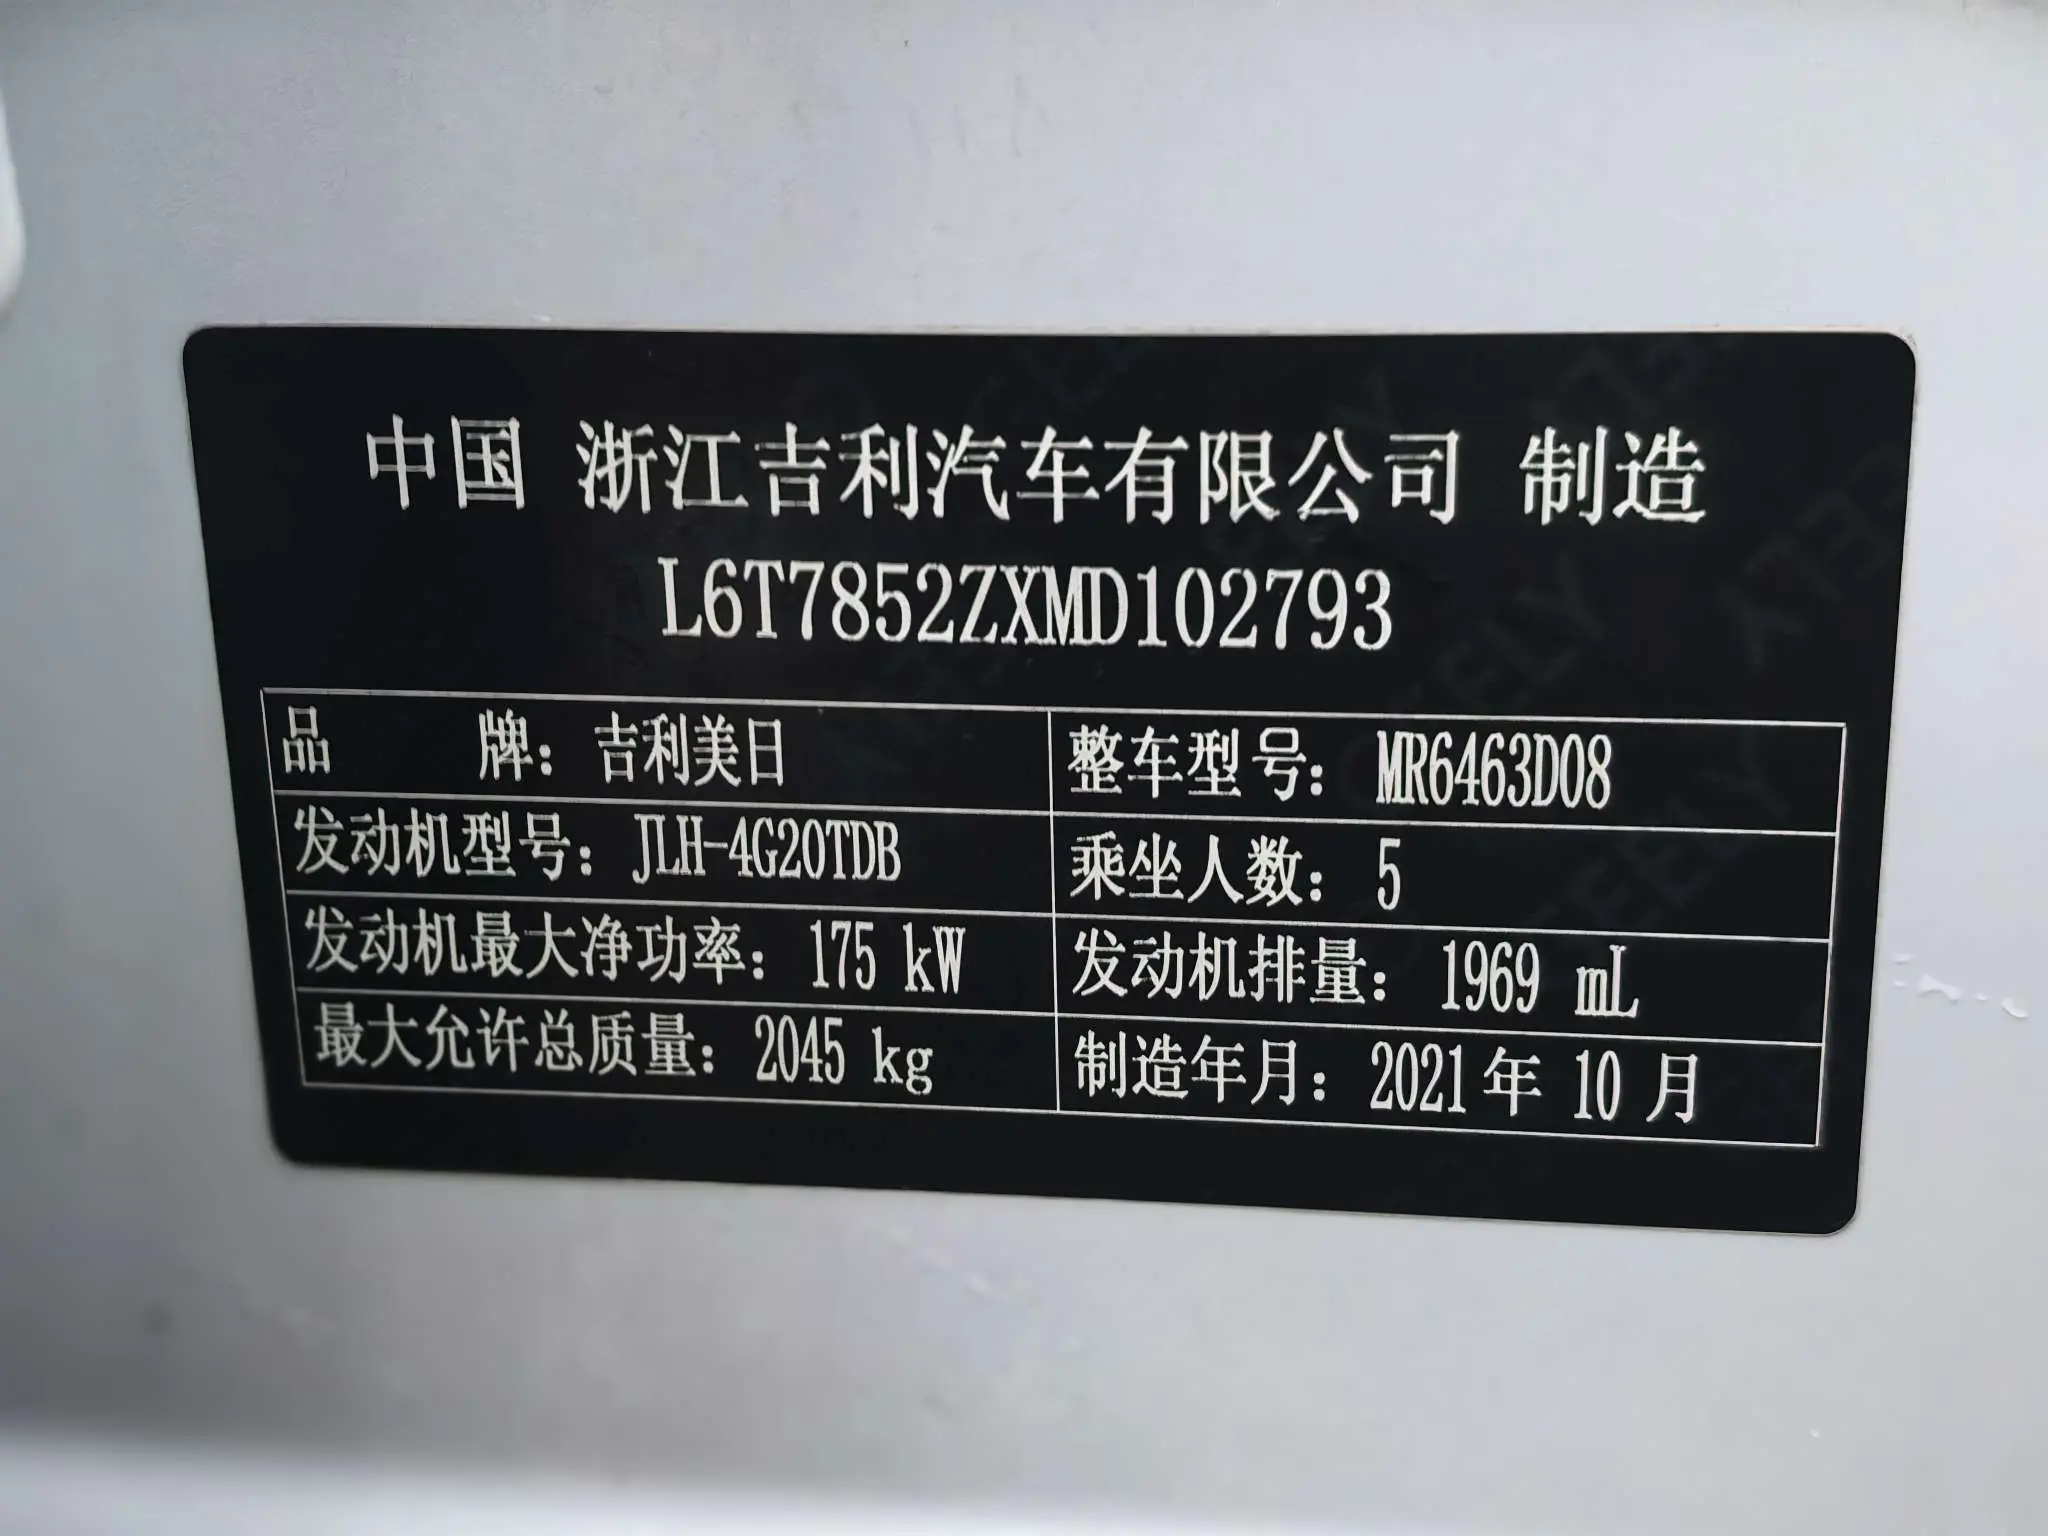 中国 浙江吉利汽车有限公司 制造
L6T7852ZXMD102793
品 牌：吉利美日 整车型号：MR6463D08
发动机型号：JLH-4G20TDB 乘坐人数：5
发动机最大净功率：175 kW 发动机排量：1969 mL
最大允许总质量：2045 kg 制造年月：2021年 10 月